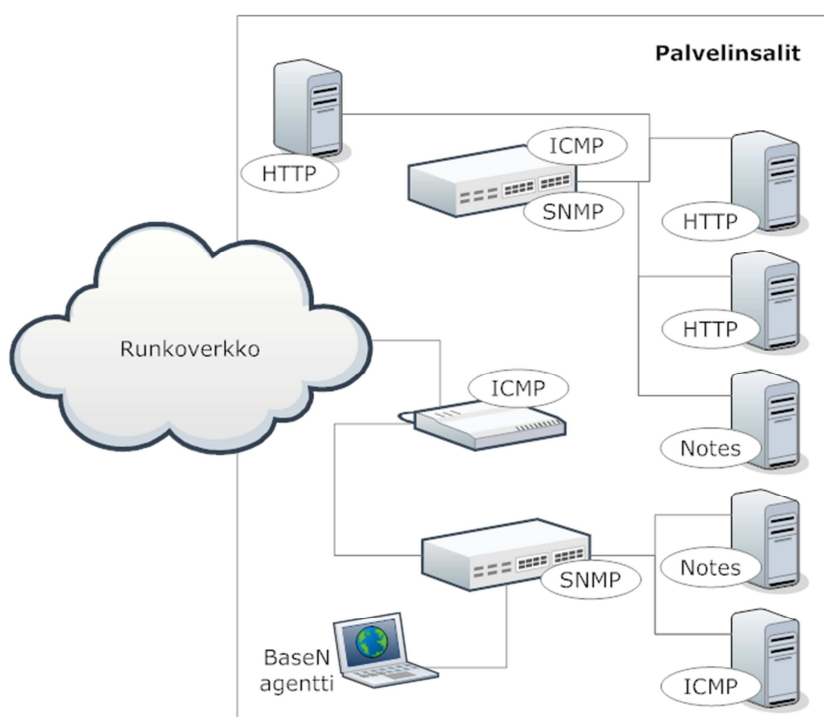 Palvelinsalit
HTTP
ICMP
SNMP
HTTP
HTTP
Runkoverkko
ICMP
Notes
SNMP
Notes
BaseN
agentti
ICMP